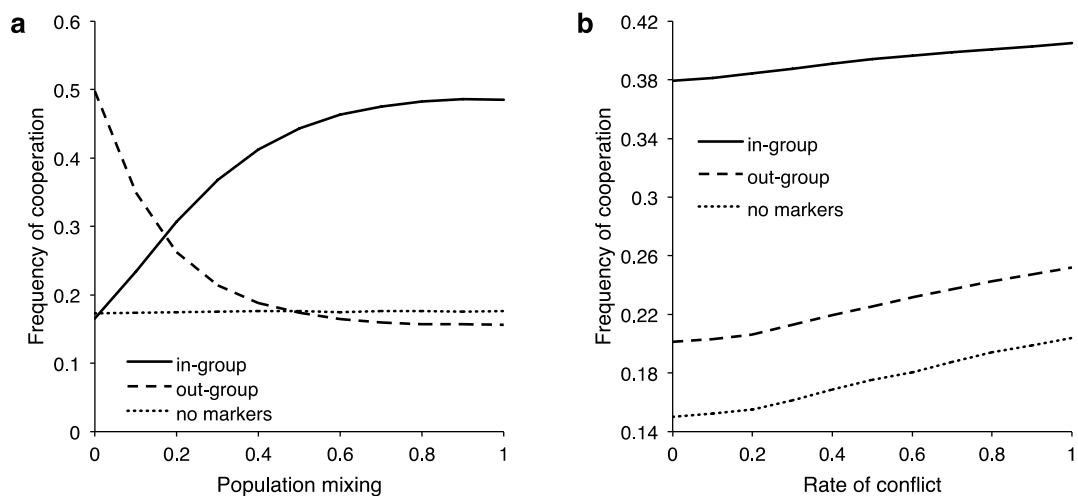 a
0.6
0.5
0.4
0.3
0.2
0.1
0
Frequency of cooperation
in-group
out-group
no markers
0 0.2 0.4 0.6 0.8 1
Population mixing
b
0.42
0.38
0.34
0.3
0.26
0.22
0.18
0.14
Frequency of cooperation
in-group
out-group
no markers
0 0.2 0.4 0.6 0.8 1
Rate of conflict